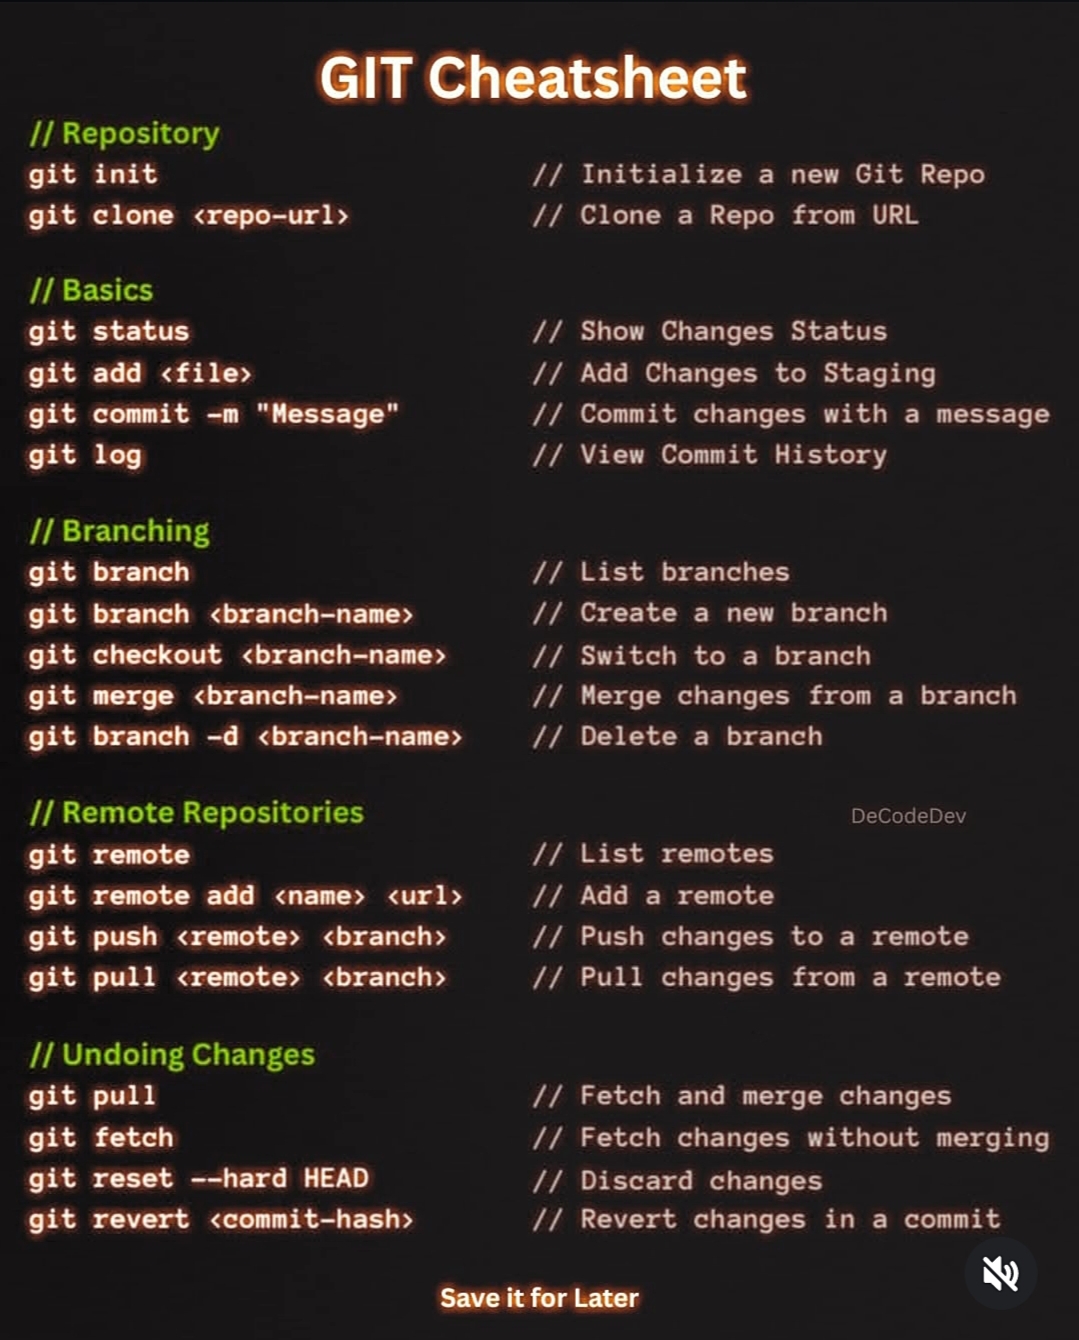 GIT Cheatsheet
// Repository
git init // Initialize a new Git Repo
git clone <repo-url> // Clone a Repo from URL
// Basics
git status // Show Changes Status
git add <file> // Add Changes to Staging
git commit -m "Message" // Commit changes with a message
git log // View Commit History
// Branching
git branch // List branches
git branch <branch-name> // Create a new branch
git checkout <branch-name> // Switch to a branch
git merge <branch-name> // Merge changes from a branch
git branch -d <branch-name> // Delete a branch
// Remote Repositories DeCodeDev
git remote // List remotes
git remote add <name> <url> // Add a remote
git push <remote> <branch> // Push changes to a remote
git pull <remote> <branch> // Pull changes from a remote
// Undoing Changes
git pull // Fetch and merge changes
git fetch // Fetch changes without merging
git reset --hard HEAD // Discard changes
git revert <commit-hash> // Revert changes in a commit
Save it for Later